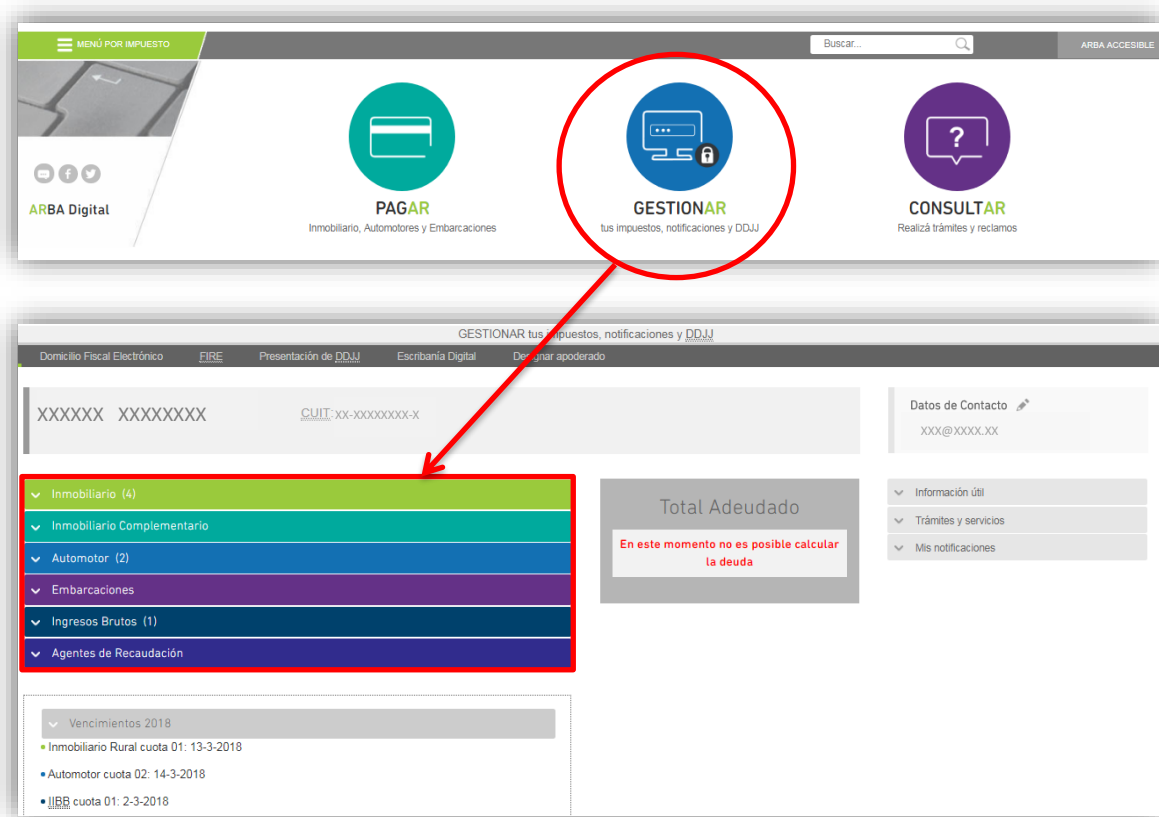 MENÚ POR IMPUESTO
Buscar...
ARBA ACCESIBLE
ARBA Digital
PAGAR
Inmobiliario, Automotores y Embarcaciones
GESTIONAR
tus impuestos, notificaciones y DDJJ
?
CONSULTAR
Realizá trámites y reclamos
GESTIONAR tus impuestos, notificaciones y DDJJ
Domicilio Fiscal Electrónico FIRE Presentación de DDJJ Escribanía Digital Designar apoderado
XXXXXX XXXXXXXX CUIT: XX-XXXXXXXX-X
Datos de Contacto
XXX@XXXX.XX
Inmobiliario (4)
Inmobiliario Complementario
Automotor (2)
Embarcaciones
Ingresos Brutos (1)
Agentes de Recaudación
Total Adeudado
En este momento no es posible calcular
la deuda
Información útil
Trámites y servicios
Mis notificaciones
Vencimientos 2018
• Inmobiliario Rural cuota 01: 13-3-2018
• Automotor cuota 02: 14-3-2018
• IIBB cuota 01: 2-3-2018